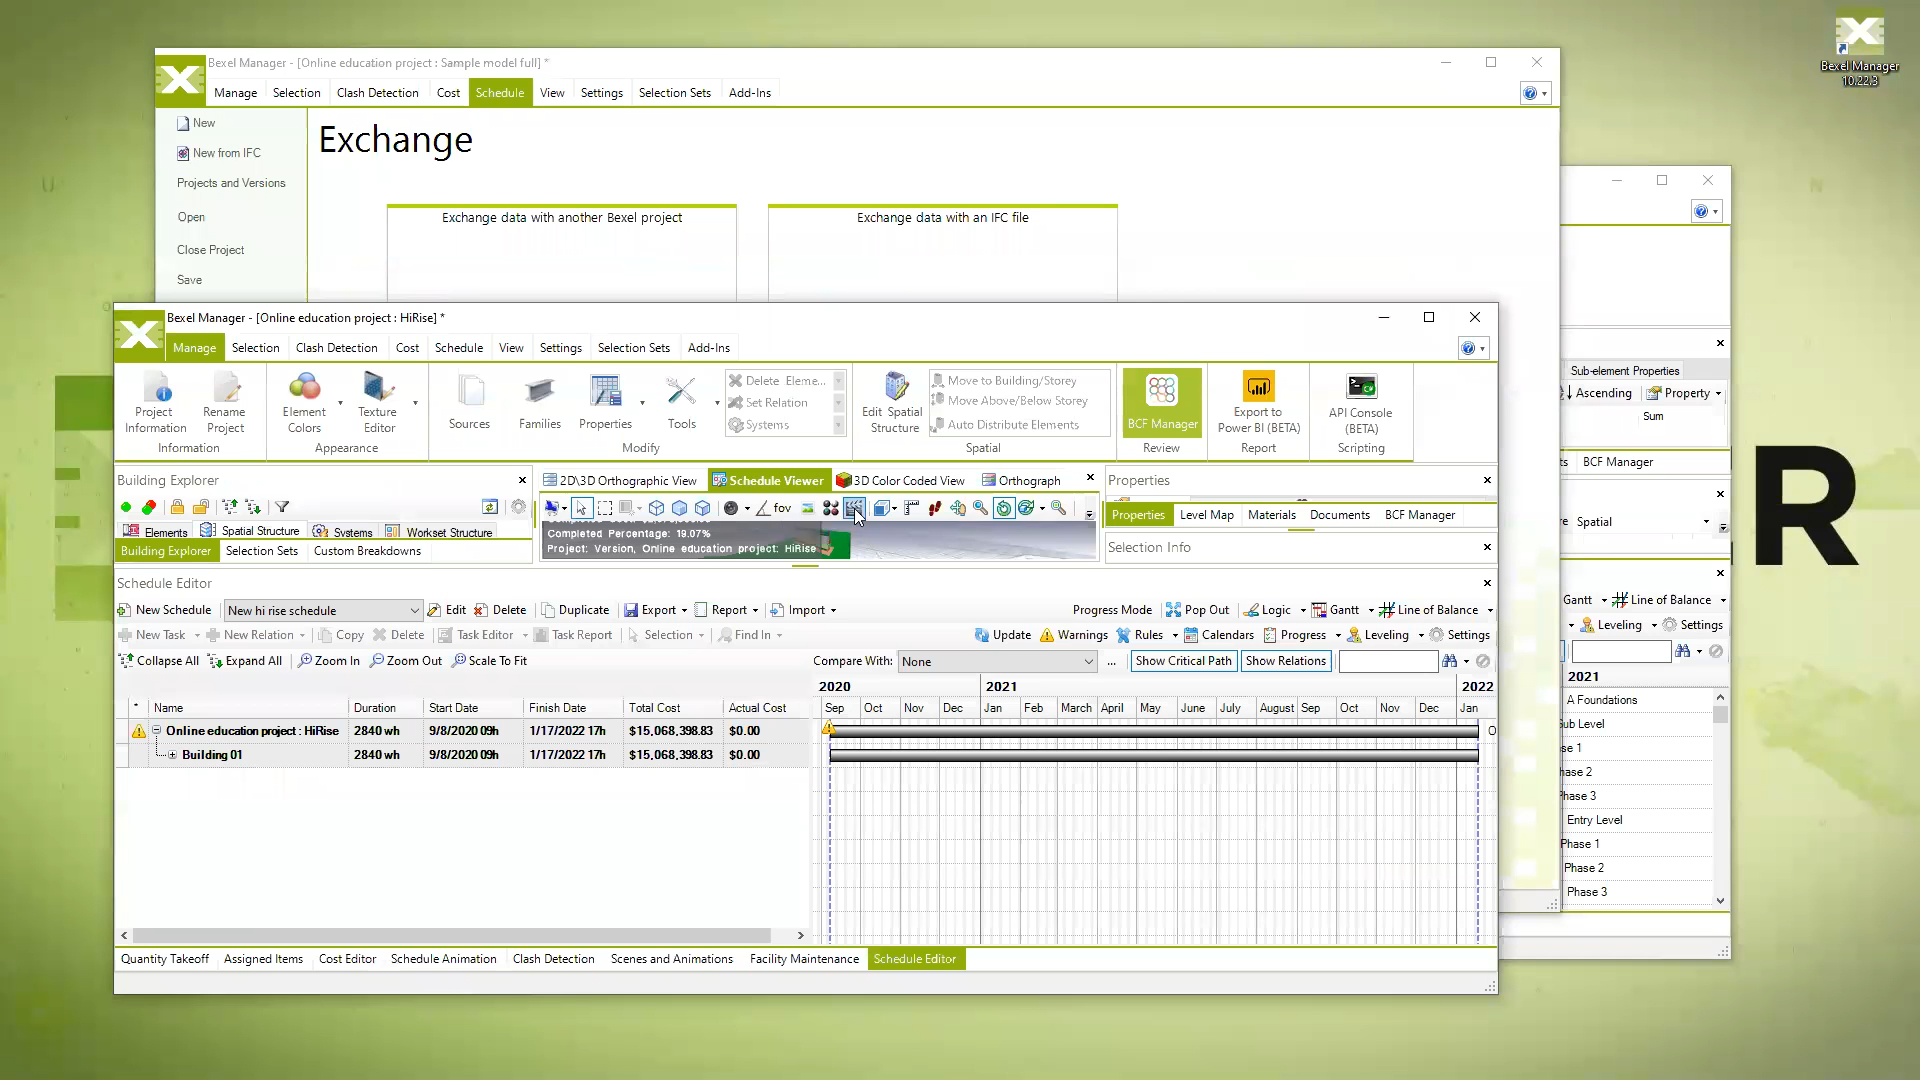 Bexel Manager 10.22.3
Bexel Manager - [Online education project : Sample model full] *
Manage Selection Clash Detection Cost Schedule View Settings Selection Sets Add-Ins
New
New from IFC
Projects and Versions
Open
Close Project
Save
Exchange
Exchange data with another Bexel project
Exchange data with an IFC file
Bexel Manager - [Online education project : HiRise] *
Manage Selection Clash Detection Cost Schedule View Settings Selection Sets Add-Ins
Project Information
Rename Project
Information
Element Colors
Texture Editor
Appearance
Sources
Families
Properties
Tools
Delete Eleme...
Set Relation
Systems
Modify
Edit Spatial Structure
Move to Building/Storey
Move Above/Below Storey
Auto Distribute Elements
Spatial
BCF Manager
Review
Export to Power BI (BETA)
Report
API Console (BETA)
Scripting
Building Explorer
Elements Spatial Structure Systems Workset Structure
Building Explorer Selection Sets Custom Breakdowns
2D\3D Orthographic View Schedule Viewer 3D Color Coded View Orthograph
fov
Completed Percentage: 19.07%
Project: Version, Online education project: HiRise
Properties
Properties Level Map Materials Documents BCF Manager
Selection Info
Schedule Editor
New Schedule New hi rise schedule Edit Delete Duplicate Export Report Import Progress Mode Pop Out Logic Gantt Line of Balance
New Task New Relation Copy Delete Task Editor Task Report Selection Find In Update Warnings Rules Calendars Progress Leveling Settings
Collapse All Expand All Zoom In Zoom Out Scale To Fit Compare With: None ... Show Critical Path Show Relations
2020 2021 2022
* Name Duration Start Date Finish Date Total Cost Actual Cost Sep Oct Nov Dec Jan Feb March April May June July August Sep Oct Nov Dec Jan
Online education project : HiRise 2840 wh 9/8/2020 09h 1/17/2022 17h $15,068,398.83 $0.00 O
Building 01 2840 wh 9/8/2020 09h 1/17/2022 17h $15,068,398.83 $0.00
Quantity Takeoff Assigned Items Cost Editor Schedule Animation Clash Detection Scenes and Animations Facility Maintenance Schedule Editor
Sub-element Properties
Ascending Property
Sum
ts BCF Manager
re Spatial
Gantt Line of Balance
Leveling Settings
2021
A Foundations
Sub Level
se 1
Phase 2
Phase 3
Entry Level
Phase 1
Phase 2
Phase 3
R